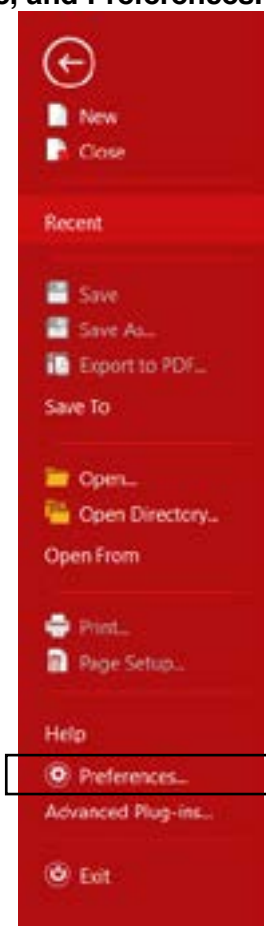 , and Preferences.
New
Close
Recent
Save
Save As...
Export to PDF...
Save To
Open...
Open Directory...
Open From
Print...
Page Setup...
Help
Preferences...
Advanced Plug-ins...
Exit